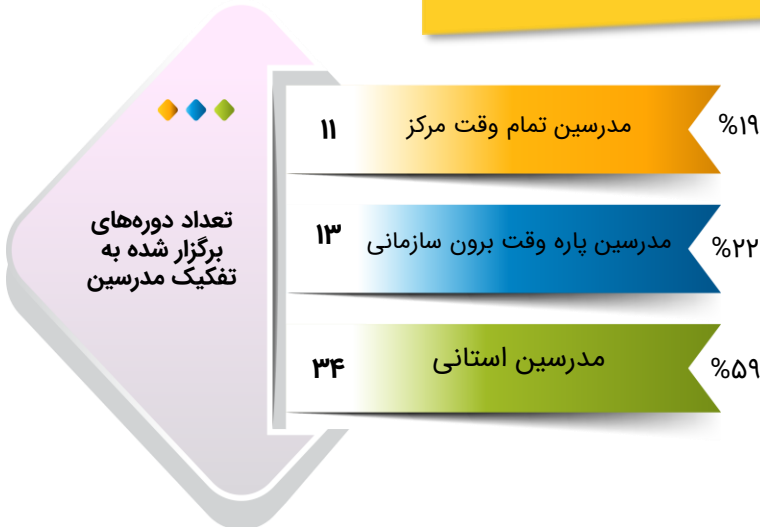 تعداد دوره‌های
برگزار شده به
تفکیک مدرسین
%۱۹ مدرسین تمام وقت مرکز ۱۱
%۲۲ مدرسین پاره وقت برون سازمانی ۱۳
%۵۹ مدرسین استانی ۳۴